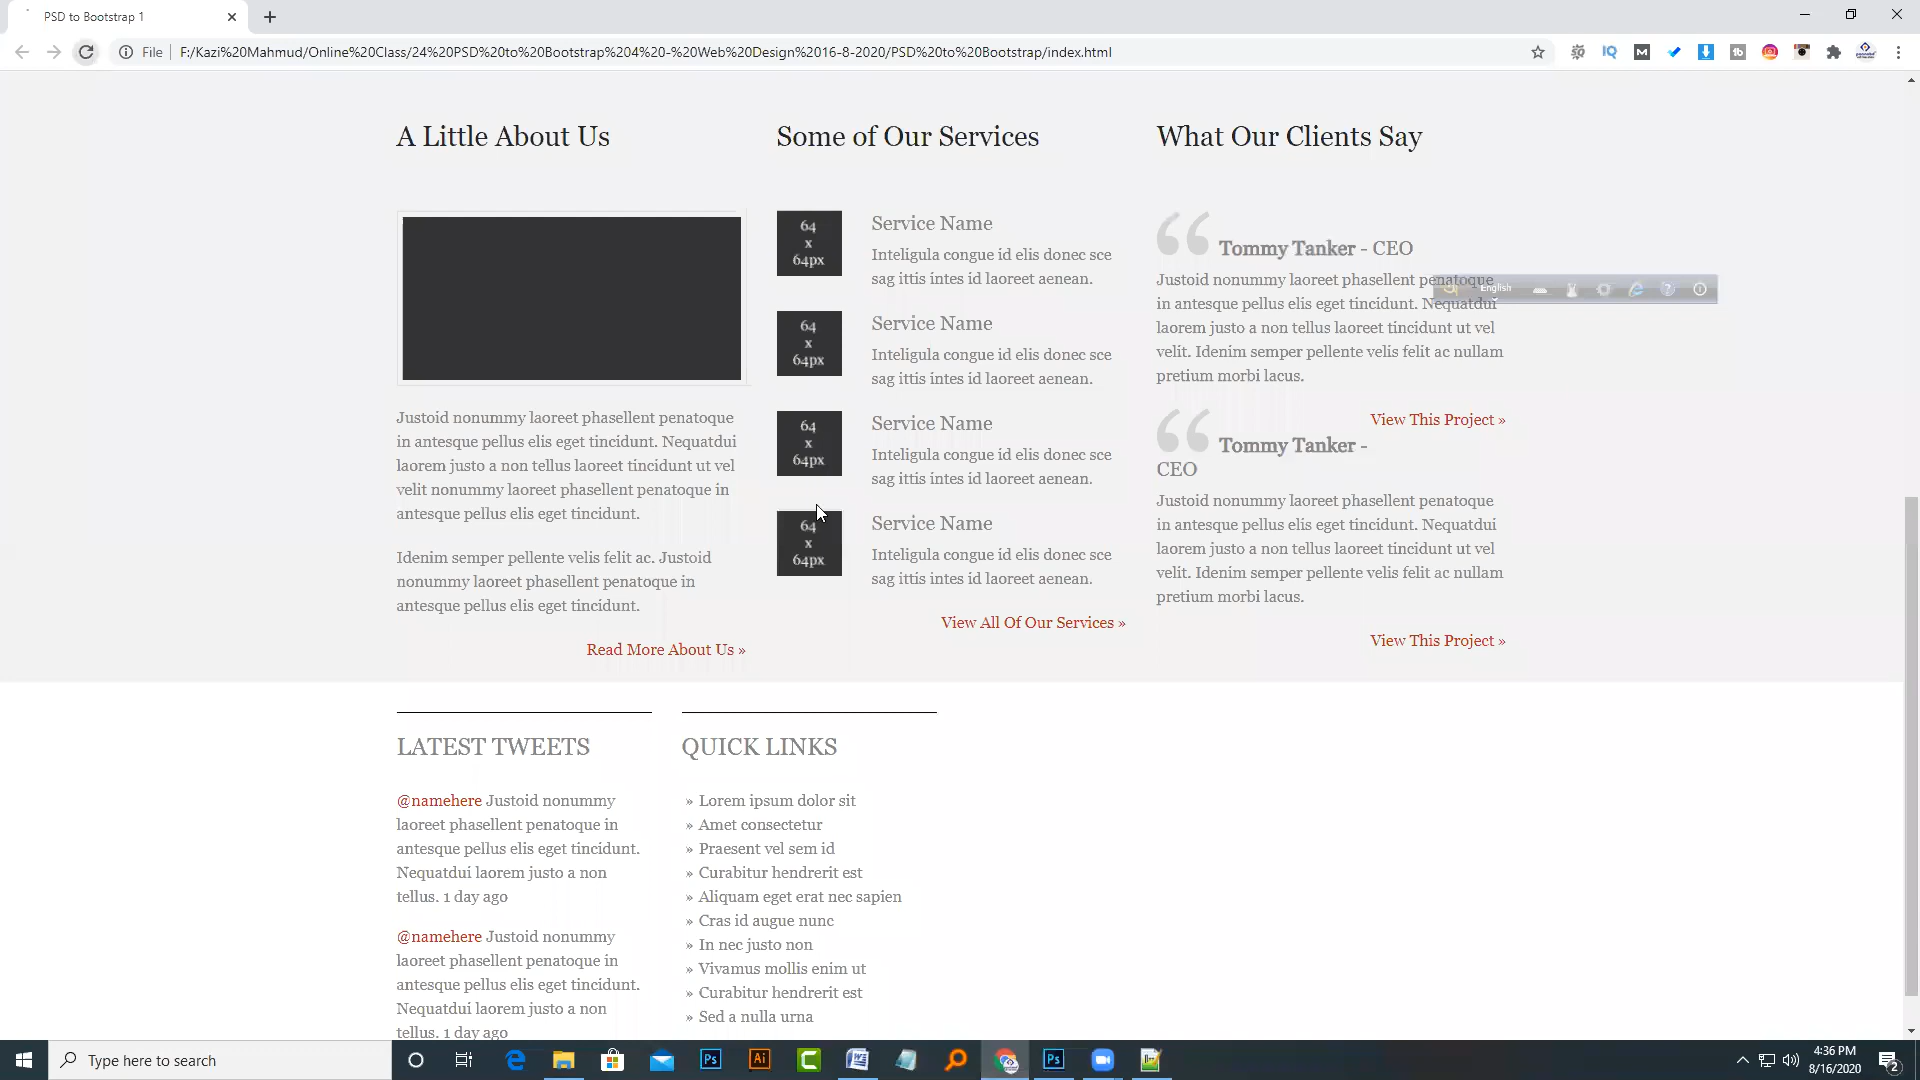 PSD to Bootstrap 1
File
F:/Kazi%20Mahmud/Online%20Class/24%20PSD%20to%20Bootstrap%204%20-%20Web%20Design%2016-8-2020/PSD%20to%20Bootstrap/index.html
A Little About Us
Justoid nonummy laoreet phasellent penatoque
in antesque pellus elis eget tincidunt. Nequatdui
laorem justo a non tellus laoreet tincidunt ut vel
velit nonummy laoreet phasellent penatoque in
antesque pellus elis eget tincidunt.
Idenim semper pellente velis felit ac. Justoid
nonummy laoreet phasellent penatoque in
antesque pellus elis eget tincidunt.
Read More About Us »
Some of Our Services
64
x
64px
Service Name
Inteligula congue id elis donec sce
sag ittis intes id laoreet aenean.
64
x
64px
Service Name
Inteligula congue id elis donec sce
sag ittis intes id laoreet aenean.
64
x
64px
Service Name
Inteligula congue id elis donec sce
sag ittis intes id laoreet aenean.
64
x
64px
Service Name
Inteligula congue id elis donec sce
sag ittis intes id laoreet aenean.
View All Of Our Services »
What Our Clients Say
“ Tommy Tanker - CEO
Justoid nonummy laoreet phasellent penatoque
in antesque pellus elis eget tincidunt. Nequatdui
laorem justo a non tellus laoreet tincidunt ut vel
velit. Idenim semper pellente velis felit ac nullam
pretium morbi lacus.
View This Project »
“ Tommy Tanker -
CEO
Justoid nonummy laoreet phasellent penatoque
in antesque pellus elis eget tincidunt. Nequatdui
laorem justo a non tellus laoreet tincidunt ut vel
velit. Idenim semper pellente velis felit ac nullam
pretium morbi lacus.
View This Project »
English
LATEST TWEETS
@namehere Justoid nonummy
laoreet phasellent penatoque in
antesque pellus elis eget tincidunt.
Nequatdui laorem justo a non
tellus. 1 day ago
@namehere Justoid nonummy
laoreet phasellent penatoque in
antesque pellus elis eget tincidunt.
Nequatdui laorem justo a non
tellus. 1 day ago
QUICK LINKS
» Lorem ipsum dolor sit
» Amet consectetur
» Praesent vel sem id
» Curabitur hendrerit est
» Aliquam eget erat nec sapien
» Cras id augue nunc
» In nec justo non
» Vivamus mollis enim ut
» Curabitur hendrerit est
» Sed a nulla urna
Type here to search
4:36 PM
8/16/2020
2